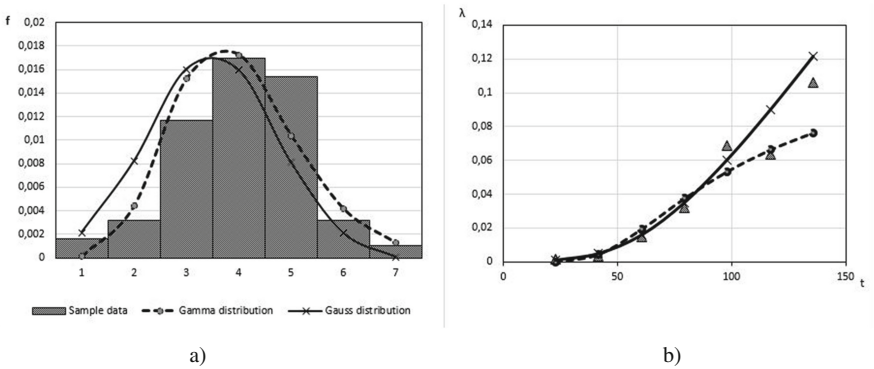 f
0,02
0,018
0,016
0,014
0,012
0,01
0,008
0,006
0,004
0,002
0
1 2 3 4 5 6 7
Sample data Gamma distribution Gauss distribution
a)
λ
0,14
0,12
0,1
0,08
0,06
0,04
0,02
0
0 50 100 150
t
b)